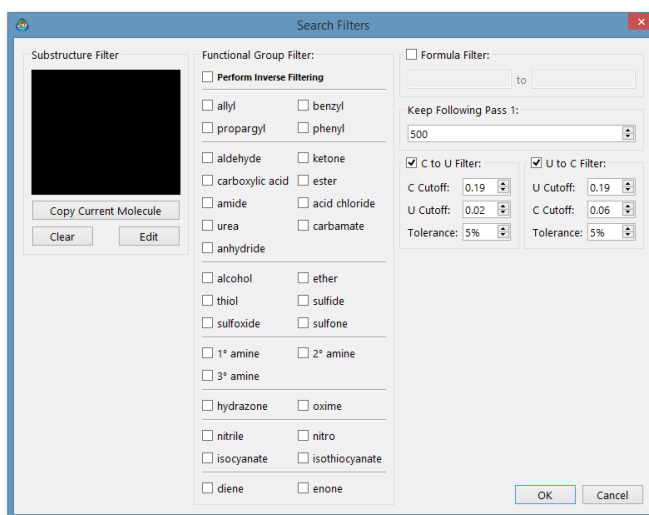 Search Filters
Substructure Filter
Copy Current Molecule
Clear Edit
Functional Group Filter:
Perform Inverse Filtering
allyl benzyl
propargyl phenyl
aldehyde ketone
carboxylic acid ester
amide acid chloride
urea carbamate
anhydride
alcohol ether
thiol sulfide
sulfoxide sulfone
1° amine 2° amine
3° amine
hydrazone oxime
nitrile nitro
isocyanate isothiocyanate
diene enone
Formula Filter:
to
Keep Following Pass 1:
500
C to U Filter:
C Cutoff: 0.19
U Cutoff: 0.02
Tolerance: 5%
U to C Filter:
U Cutoff: 0.19
C Cutoff: 0.06
Tolerance: 5%
OK Cancel